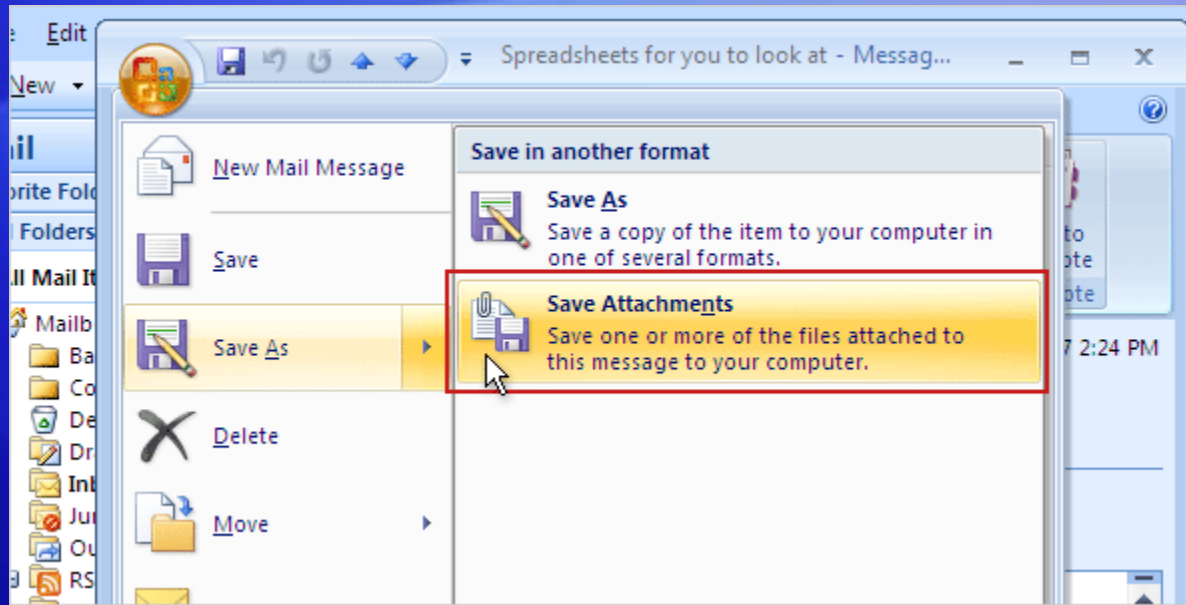 Edit
Spreadsheets for you to look at - Messag...
New
Save in another format
New Mail Message
Save As
Save a copy of the item to your computer in
one of several formats.
Save
Folders
Save Attachments
Save one or more of the files attached to
this message to your computer.
Save As
2:24 PM
Delete
Move